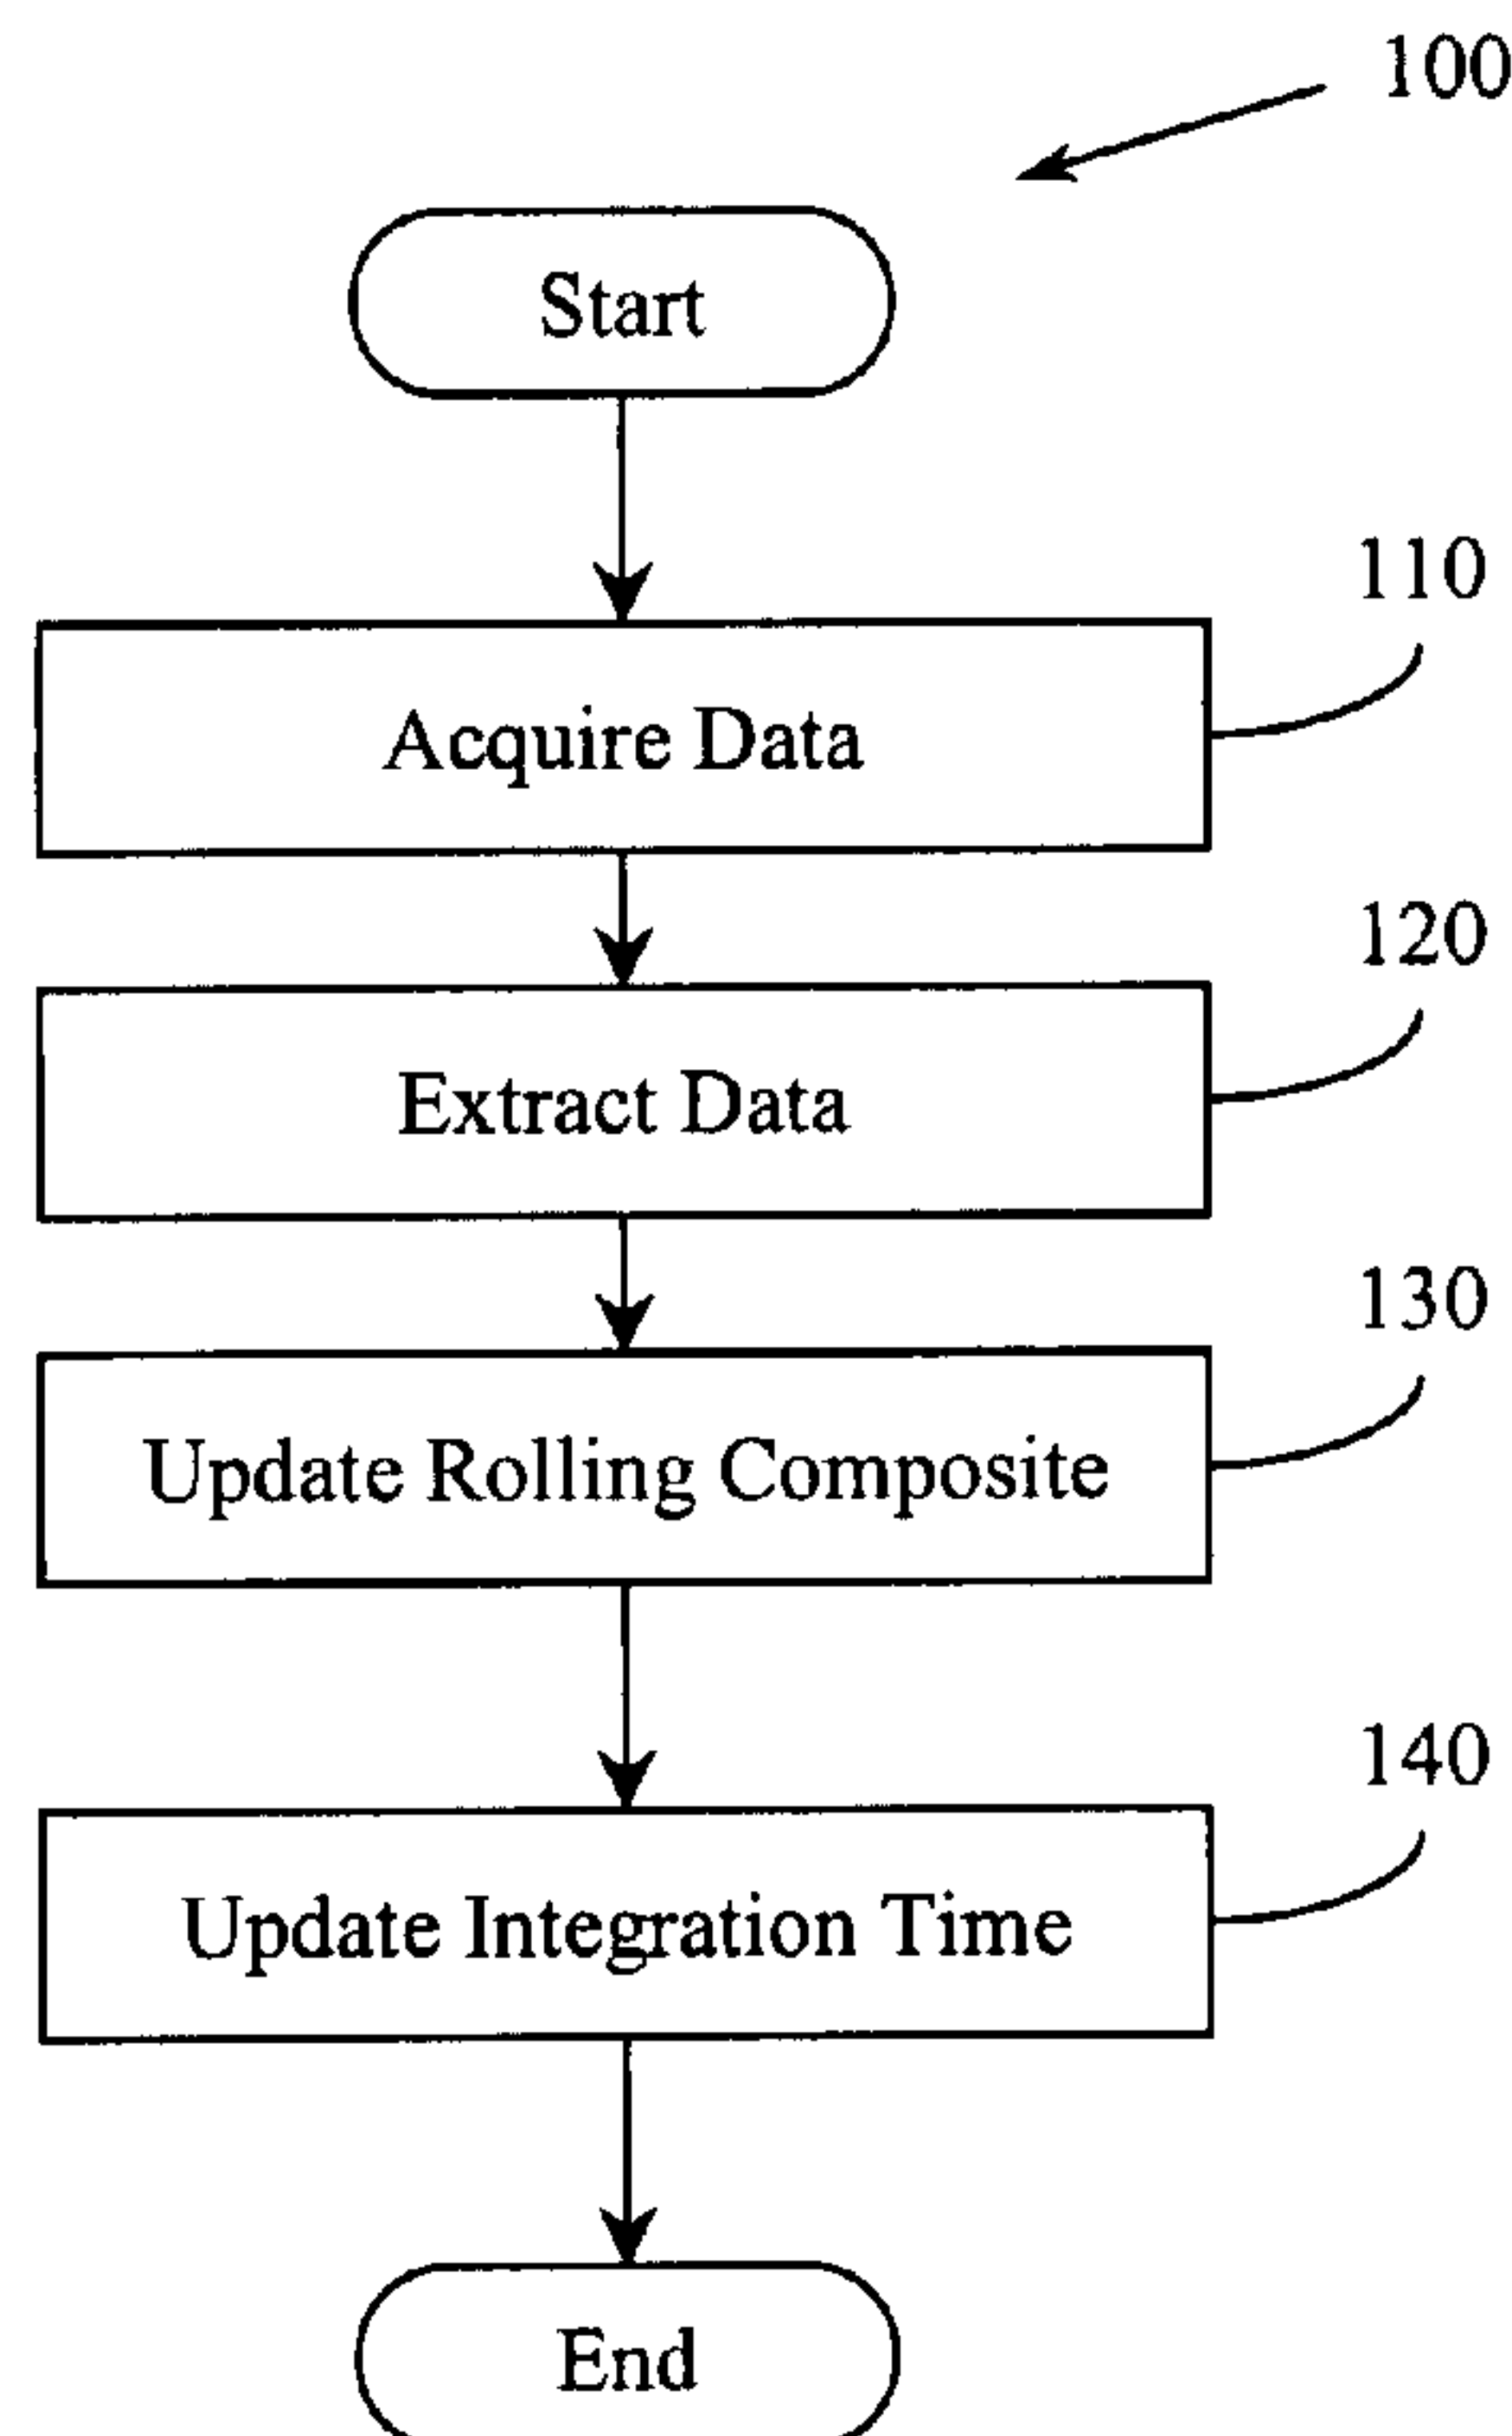 100
Start
110
Acquire Data
120
Extract Data
130
Update Rolling Composite
140
Update Integration Time
End